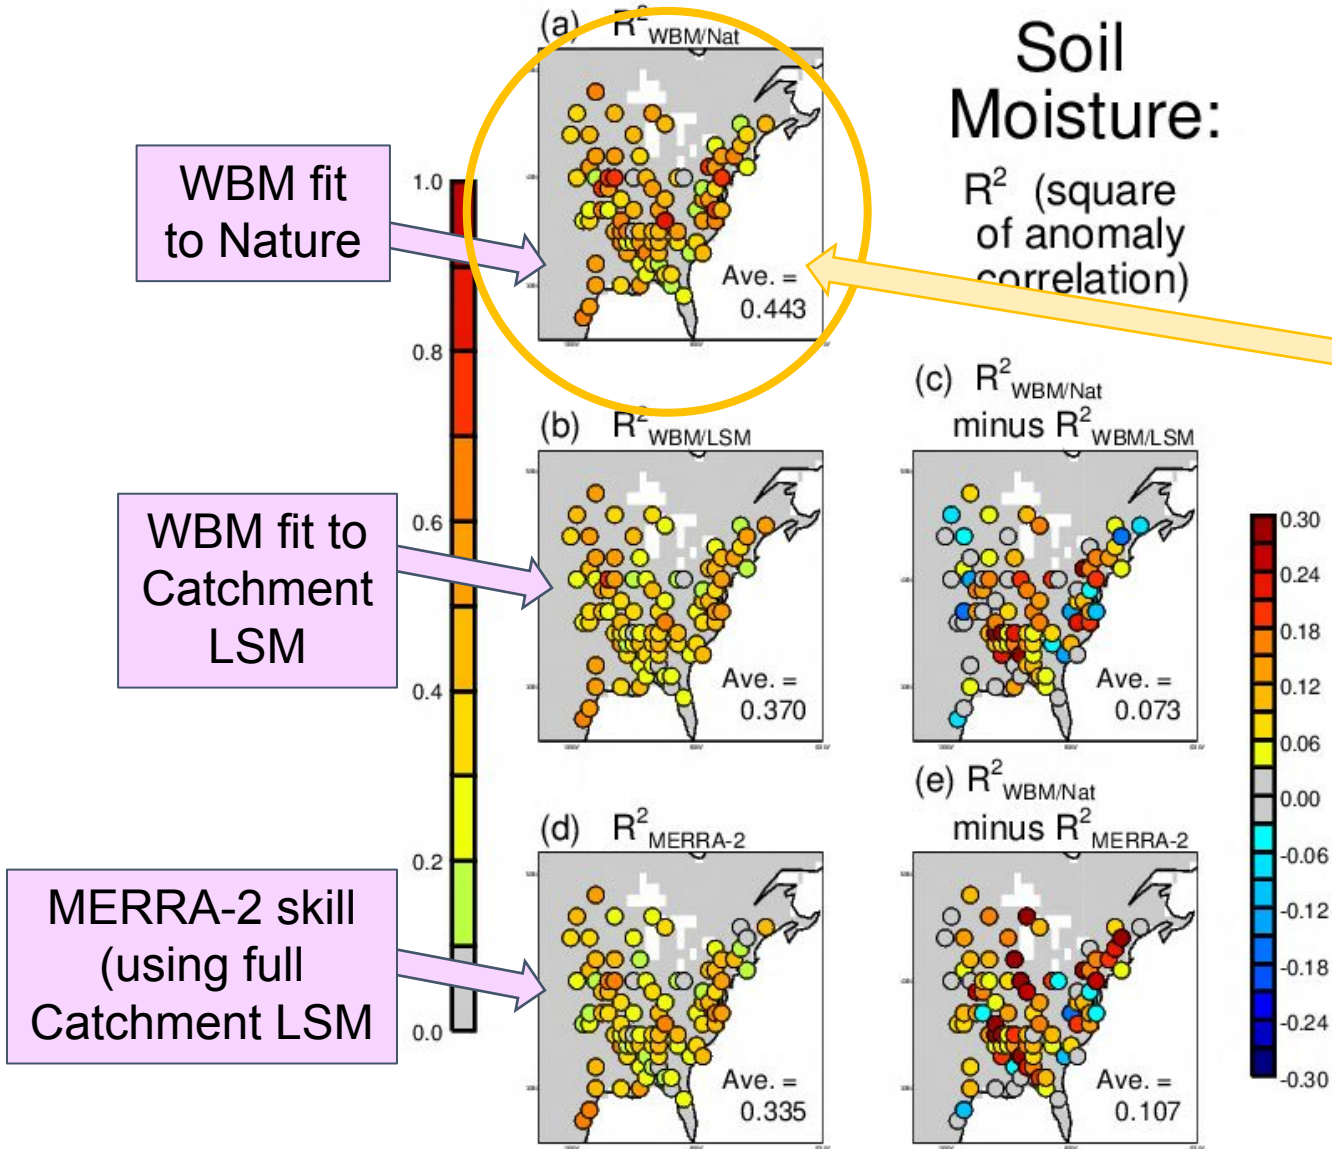 (a) R²WBM/Nat
Soil
Moisture:
R² (square
of anomaly
correlation)
WBM fit
to Nature
Ave. =
0.443
1.0
0.8
0.6
0.4
0.2
0.0
(b) R²WBM/LSM
(c) R²WBM/Nat
minus R²WBM/LSM
WBM fit to
Catchment
LSM
Ave. =
0.370
Ave. =
0.073
(d) R²MERRA-2
(e) R²WBM/Nat
minus R²MERRA-2
MERRA-2 skill
(using full
Catchment LSM
Ave. =
0.335
Ave. =
0.107
0.30
0.24
0.18
0.12
0.06
0.00
-0.06
-0.12
-0.18
-0.24
-0.30